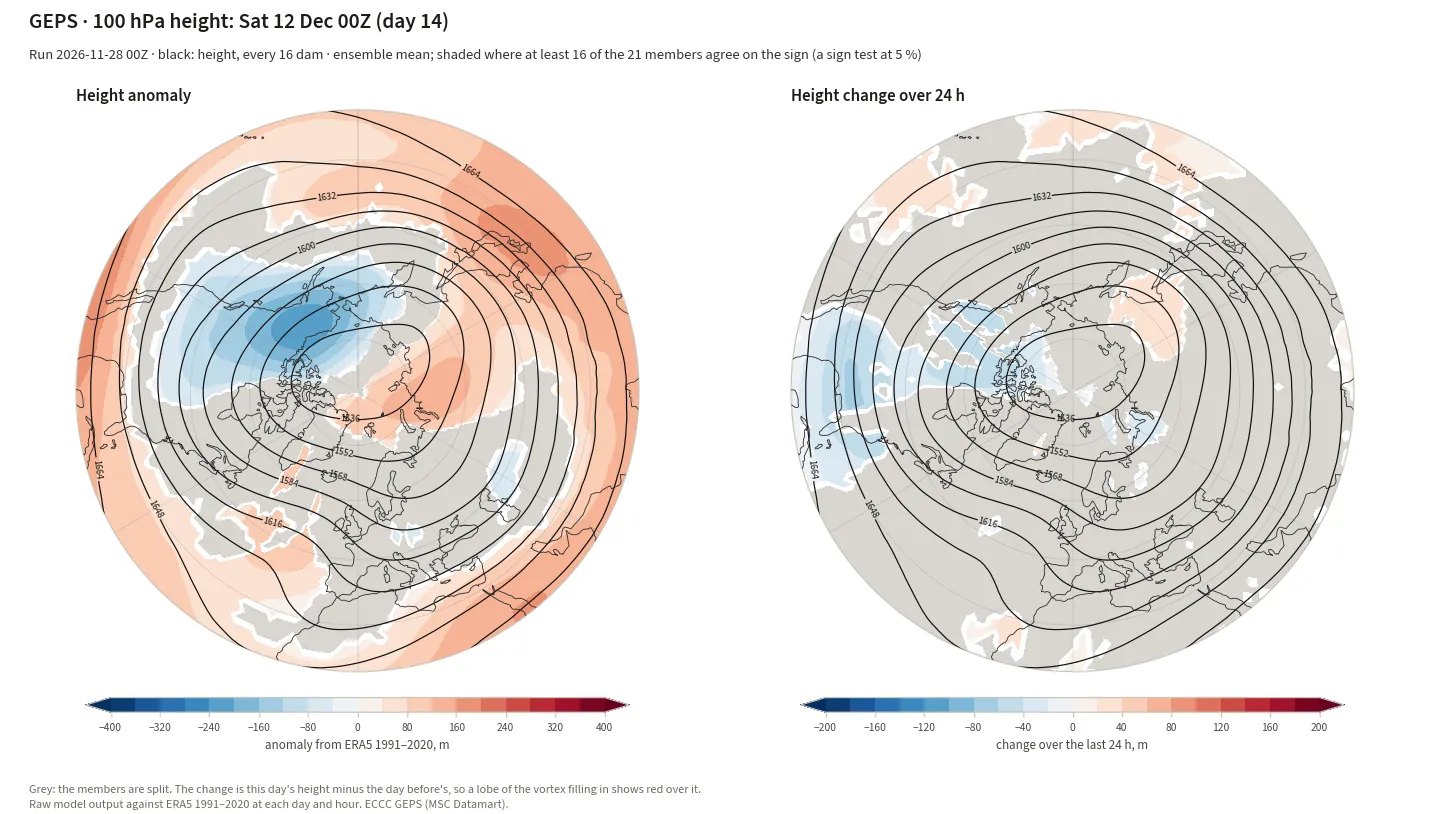 GEPS · 100 hPa height: Sat 12 Dec 00Z (day 14)
Run 2026-11-28 00Z · black: height, every 16 dam · ensemble mean; shaded where at least 16 of the 21 members agree on the sign (a sign test at 5 %)
Height anomaly
Height change over 24 h
1664
1632
1600
1536
1552
1568
1584
1616
1648
1664
1664
1632
1600
1536
1552
1568
1584
1616
1648
1664
−400 −320 −240 −160 −80 0 80 160 240 320 400
anomaly from ERA5 1991–2020, m
−200 −160 −120 −80 −40 0 40 80 120 160 200
change over the last 24 h, m
Grey: the members are split. The change is this day's height minus the day before's, so a lobe of the vortex filling in shows red over it.
Raw model output against ERA5 1991–2020 at each day and hour. ECCC GEPS (MSC Datamart).